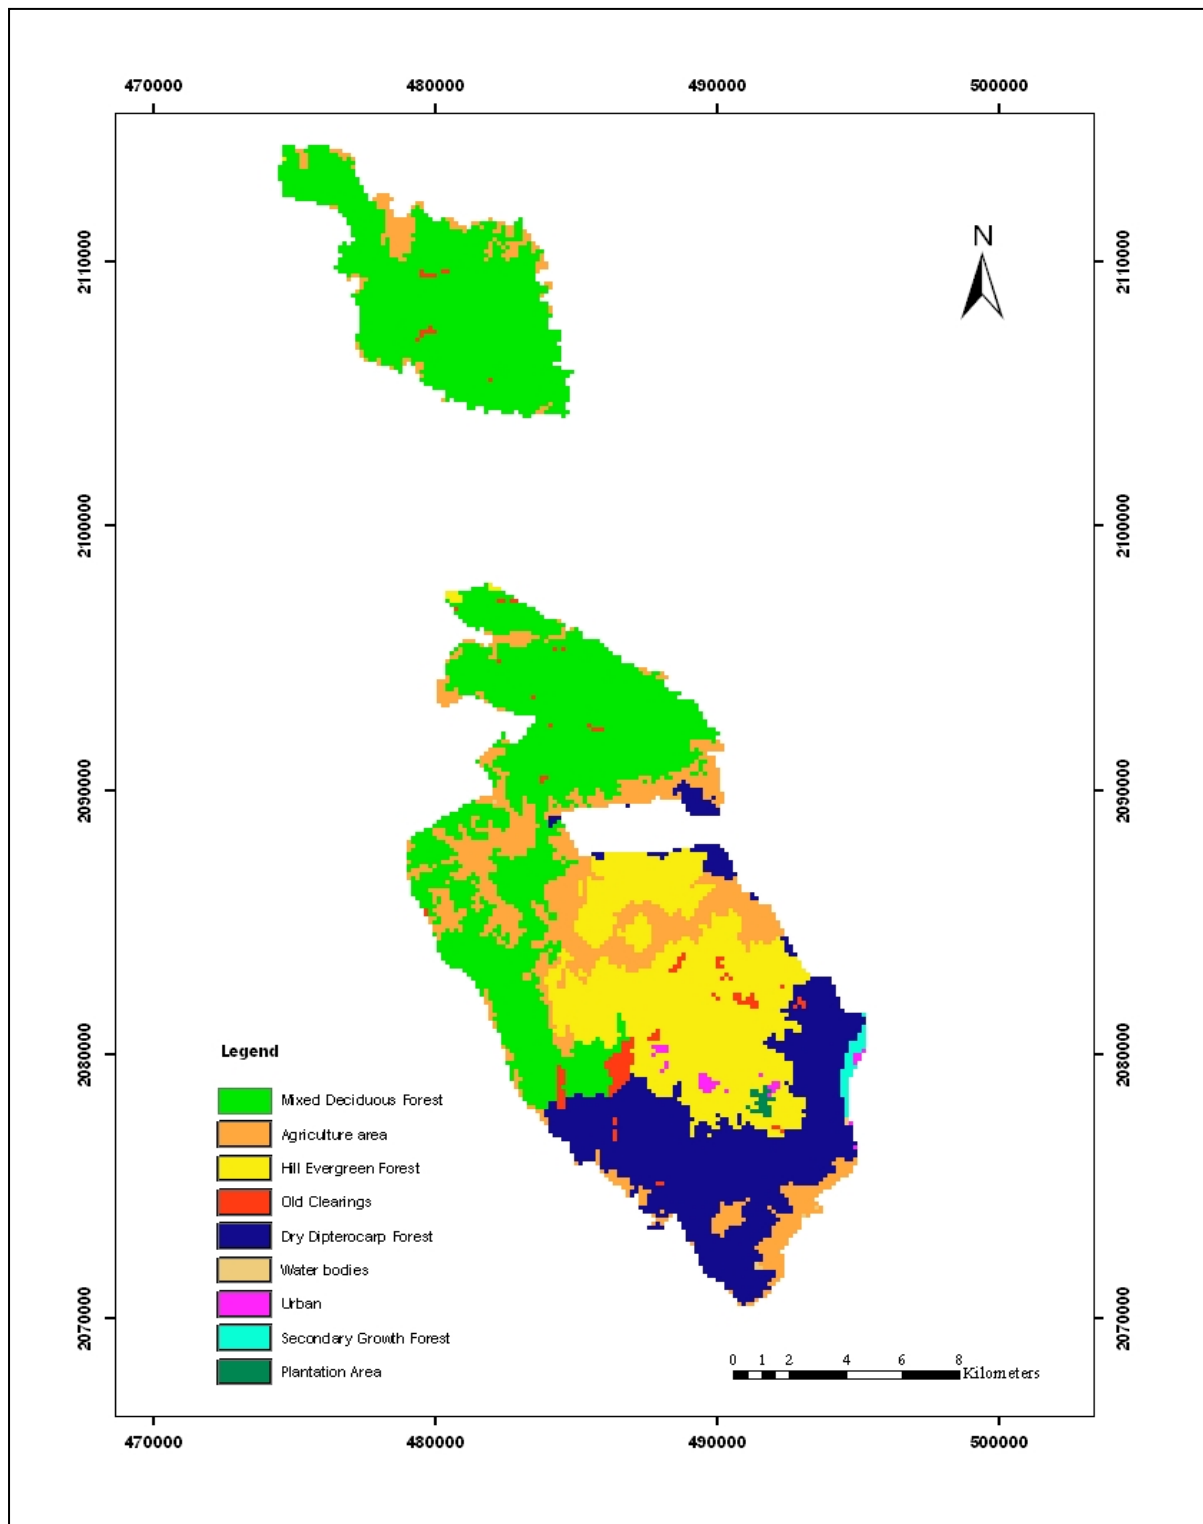 470000 480000 490000 500000
N
2110000 2110000
2100000 2100000
2090000 2090000
2080000 2080000
Legend
Mixed Deciduous Forest
Agriculture area
Hill Evergreen Forest
Old Clearings
Dry Dipterocarp Forest
Water bodies
Urban
Secondary Growth Forest
Plantation Area
2070000 2070000
0 1 2 4 6 8
Kilometers
470000 480000 490000 500000